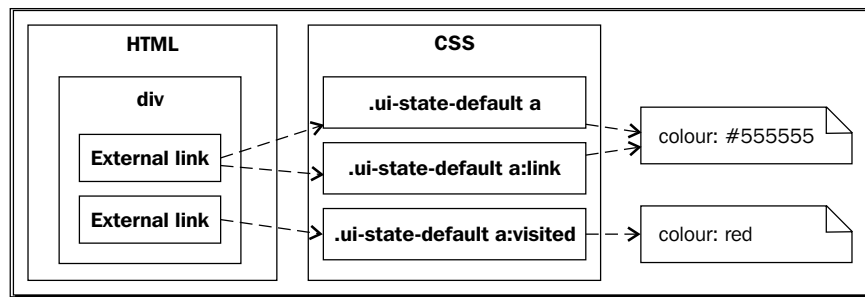 HTML
div
External link
External link
CSS
.ui-state-default a
.ui-state-default a:link
.ui-state-default a:visited
colour: #555555
colour: red